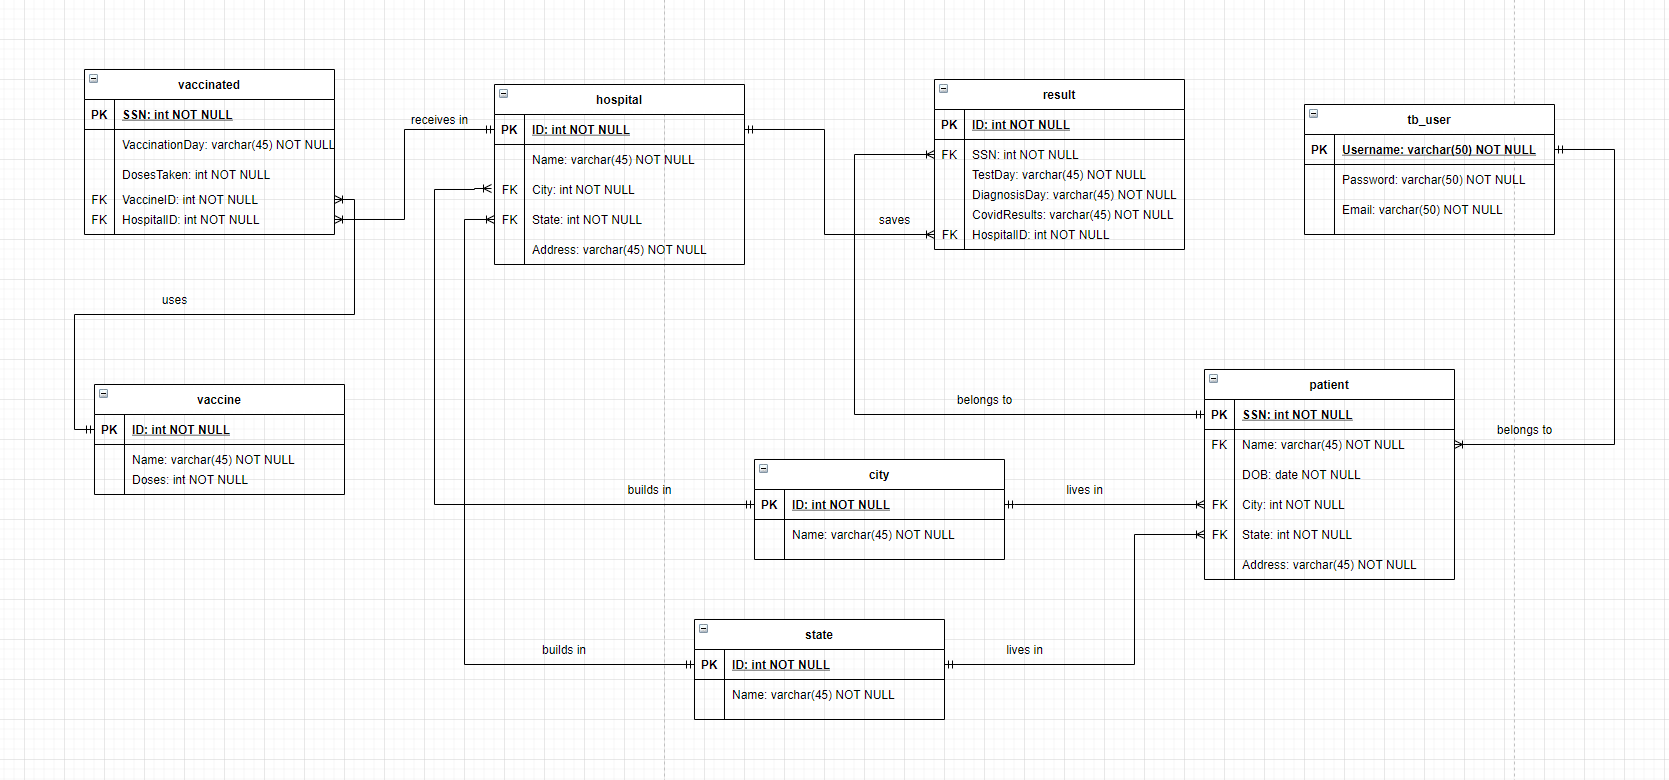 vaccinated
PK SSN: int NOT NULL
VaccinationDay: varchar(45) NOT NULL
DosesTaken: int NOT NULL
FK VaccineID: int NOT NULL
FK HospitalID: int NOT NULL
receives in
hospital
PK ID: int NOT NULL
Name: varchar(45) NOT NULL
FK City: int NOT NULL
FK State: int NOT NULL
Address: varchar(45) NOT NULL
saves
result
PK ID: int NOT NULL
FK SSN: int NOT NULL
TestDay: varchar(45) NOT NULL
DiagnosisDay: varchar(45) NOT NULL
CovidResults: varchar(45) NOT NULL
FK HospitalID: int NOT NULL
tb_user
PK Username: varchar(50) NOT NULL
Password: varchar(50) NOT NULL
Email: varchar(50) NOT NULL
uses
vaccine
PK ID: int NOT NULL
Name: varchar(45) NOT NULL
Doses: int NOT NULL
belongs to
patient
PK SSN: int NOT NULL
FK Name: varchar(45) NOT NULL
DOB: date NOT NULL
FK City: int NOT NULL
FK State: int NOT NULL
Address: varchar(45) NOT NULL
belongs to
builds in
city
PK ID: int NOT NULL
Name: varchar(45) NOT NULL
lives in
builds in
state
PK ID: int NOT NULL
Name: varchar(45) NOT NULL
lives in